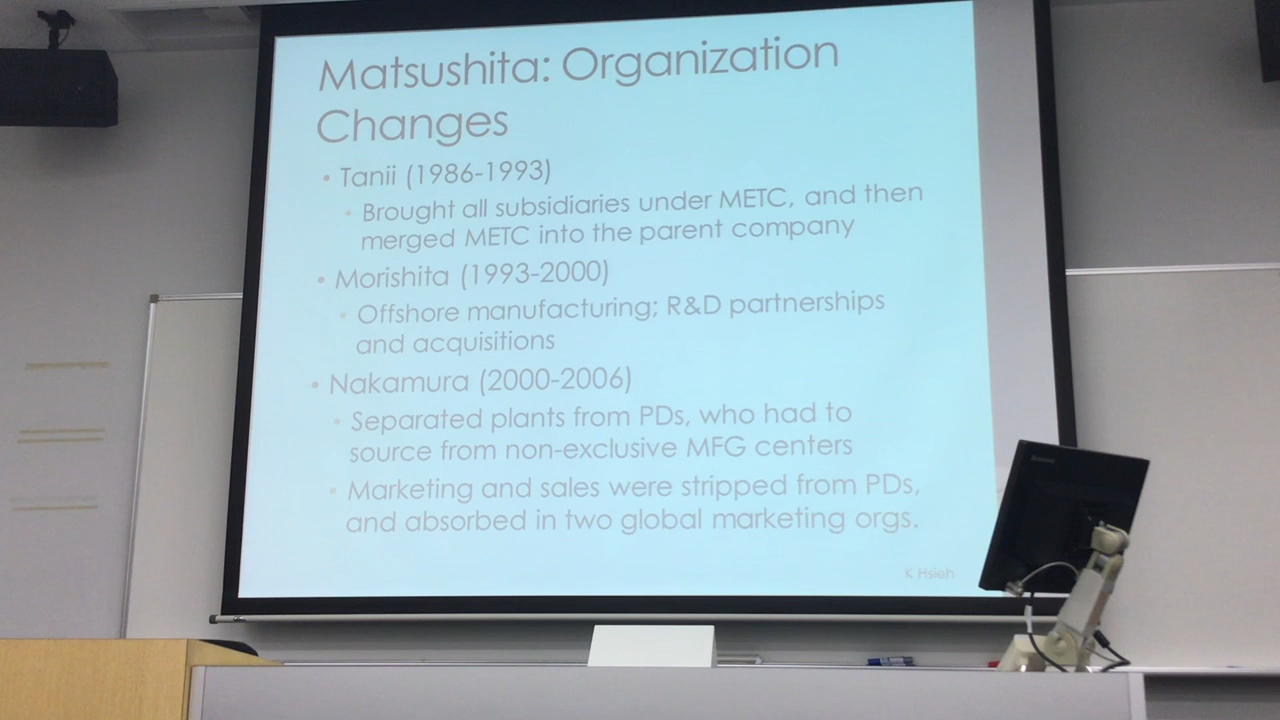 Matsushita: Organization
Changes
• Tanii (1986-1993)
• Brought all subsidiaries under METC, and then
merged METC into the parent company
• Morishita (1993-2000)
• Offshore manufacturing; R&D partnerships
and acquisitions
• Nakamura (2000-2006)
• Separated plants from PDs, who had to
source from non-exclusive MFG centers
• Marketing and sales were stripped from PDs,
and absorbed in two global marketing orgs.
K Hsieh